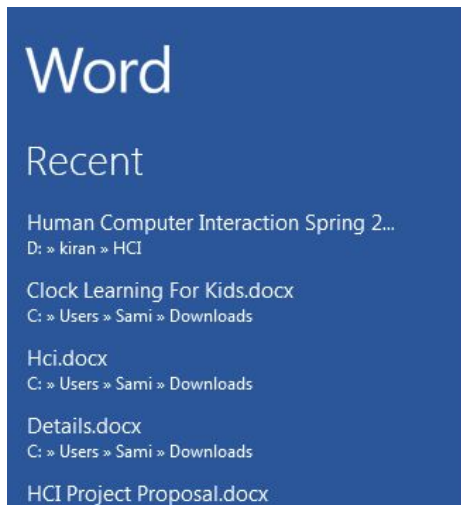 Word
Recent
Human Computer Interaction Spring 2...
D: » kiran » HCI
Clock Learning For Kids.docx
C: » Users » Sami » Downloads
Hci.docx
C: » Users » Sami » Downloads
Details.docx
C: » Users » Sami » Downloads
HCI Project Proposal.docx